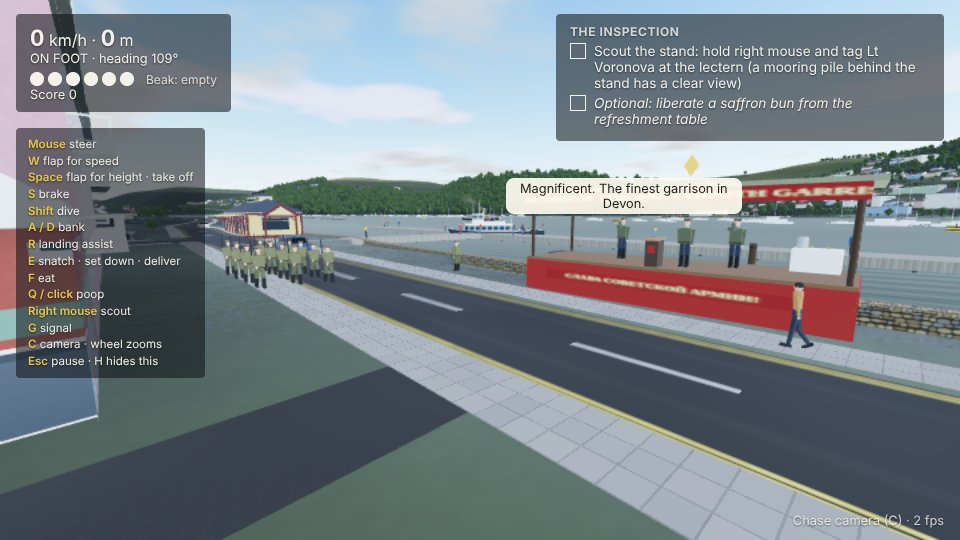 0 km/h · 0 m
ON FOOT · heading 109°
Beak: empty
Score 0
Mouse steer
W flap for speed
Space flap for height · take off
S brake
Shift dive
A / D bank
R landing assist
E snatch · set down · deliver
F eat
Q / click poop
Right mouse scout
G signal
C camera · wheel zooms
Esc pause · H hides this
THE INSPECTION
Scout the stand: hold right mouse and tag Lt
Voronova at the lectern (a mooring pile behind the
stand has a clear view)
Optional: liberate a saffron bun from the
refreshment table
Magnificent. The finest garrison in
Devon.
TH GARRE
СЛАВА СОВЕТСКОЙ АРМИИ!
Chase camera (C) · 2 fps